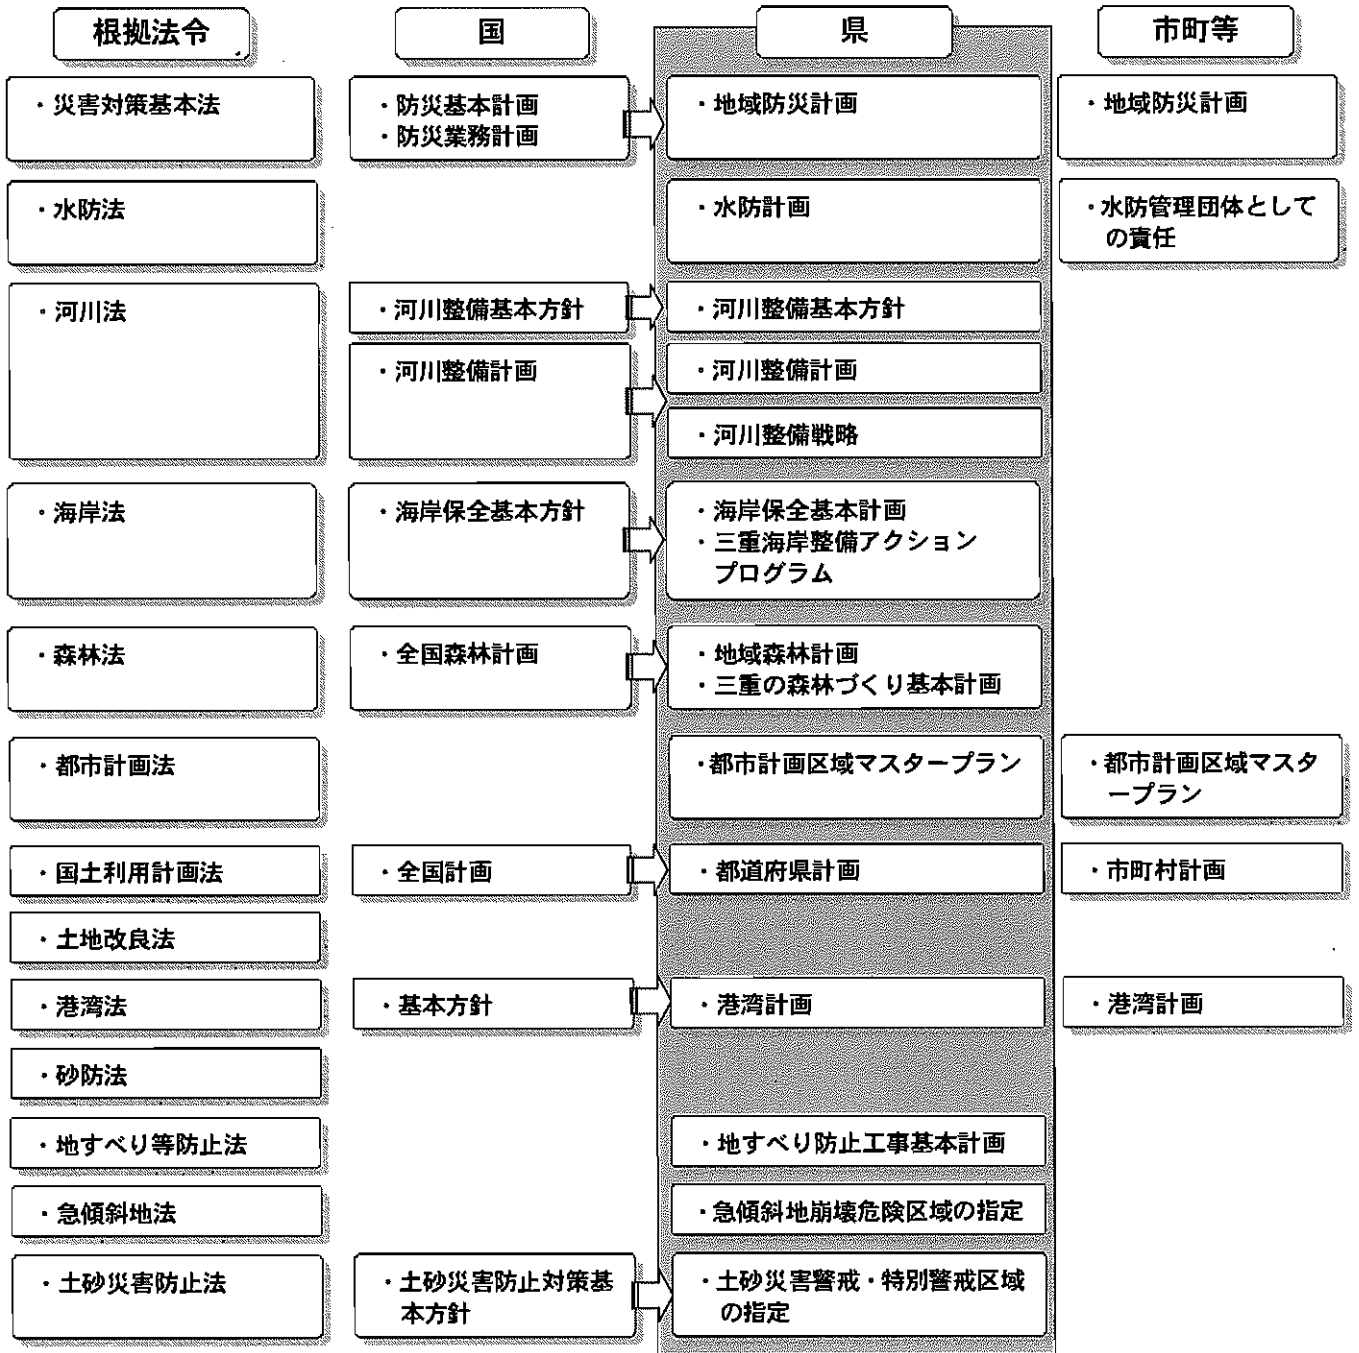 根拠法令
国
県
市町等
・災害対策基本法
・防災基本計画
・防災業務計画
・地域防災計画
・地域防災計画
・水防法
・水防計画
・水防管理団体として
の責任
・河川法
・河川整備基本方針
・河川整備基本方針
・河川整備計画
・河川整備計画
・河川整備戦略
・海岸法
・海岸保全基本方針
・海岸保全基本計画
・三重海岸整備アクション
プログラム
・森林法
・全国森林計画
・地域森林計画
・三重の森林づくり基本計画
・都市計画法
・都市計画区域マスタープラン
・都市計画区域マスタ
ープラン
・国土利用計画法
・全国計画
・都道府県計画
・市町村計画
・土地改良法
・港湾法
・基本方針
・港湾計画
・港湾計画
・砂防法
・地すべり等防止法
・地すべり防止工事基本計画
・急傾斜地法
・急傾斜地崩壊危険区域の指定
・土砂災害防止法
・土砂災害防止対策基
本方針
・土砂災害警戒・特別警戒区域
の指定